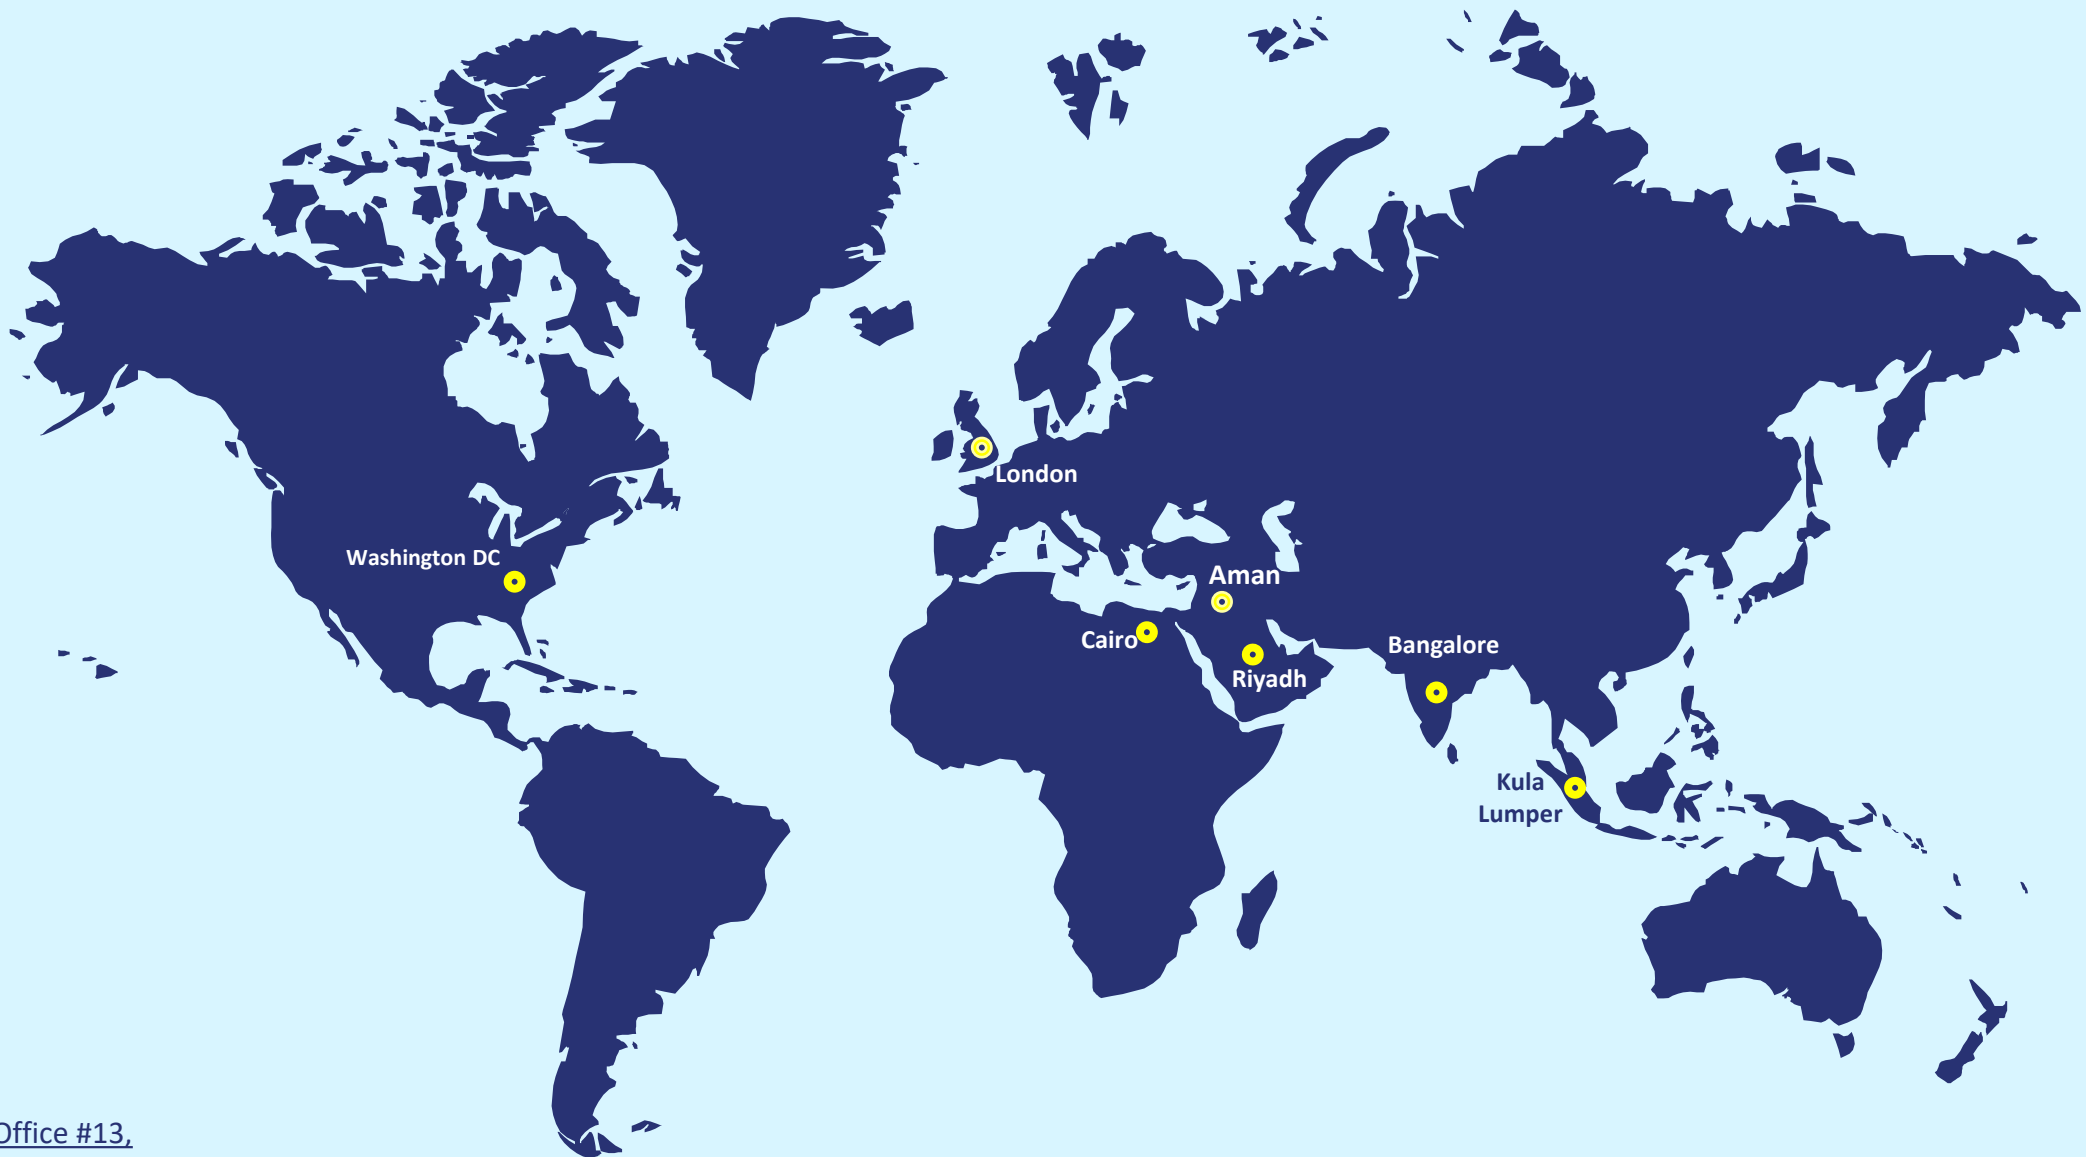 London
Washington DC
Aman
Cairo
Bangalore
Riyadh
Kula
Lumper
Office #13,